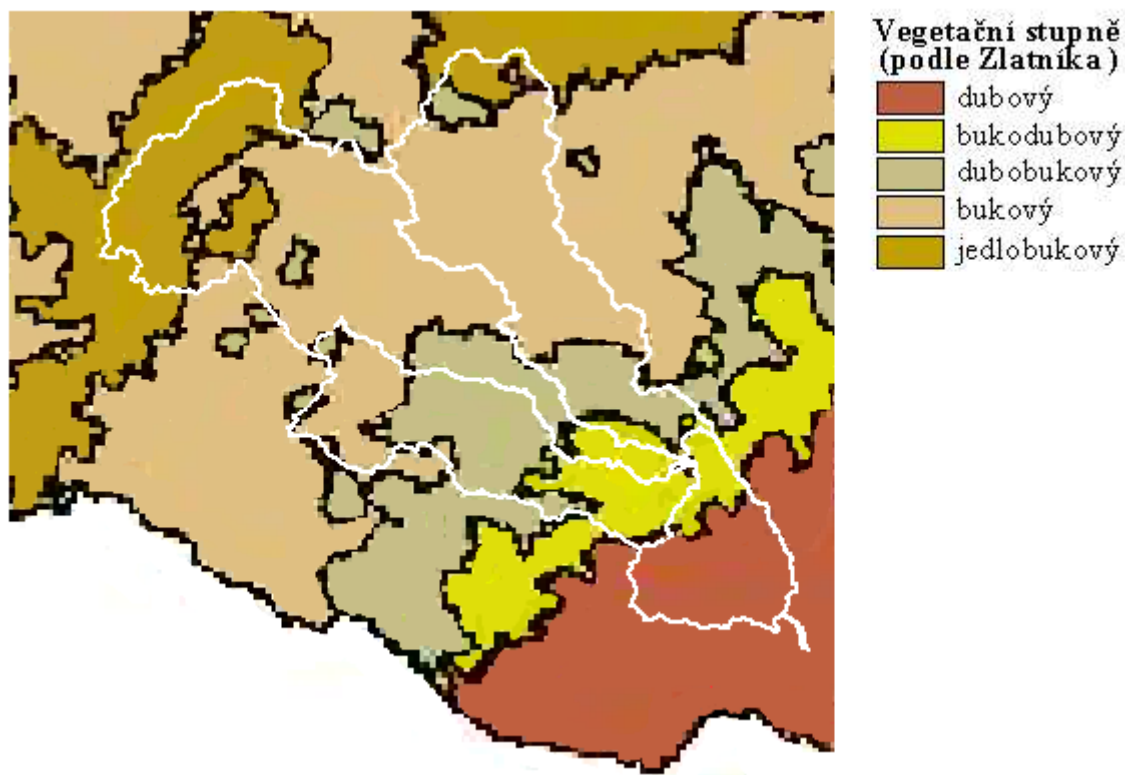 Vegetační stupně
(podle Zlatníka)
dubový
bukodubový
dubobukový
bukový
jedlobukový